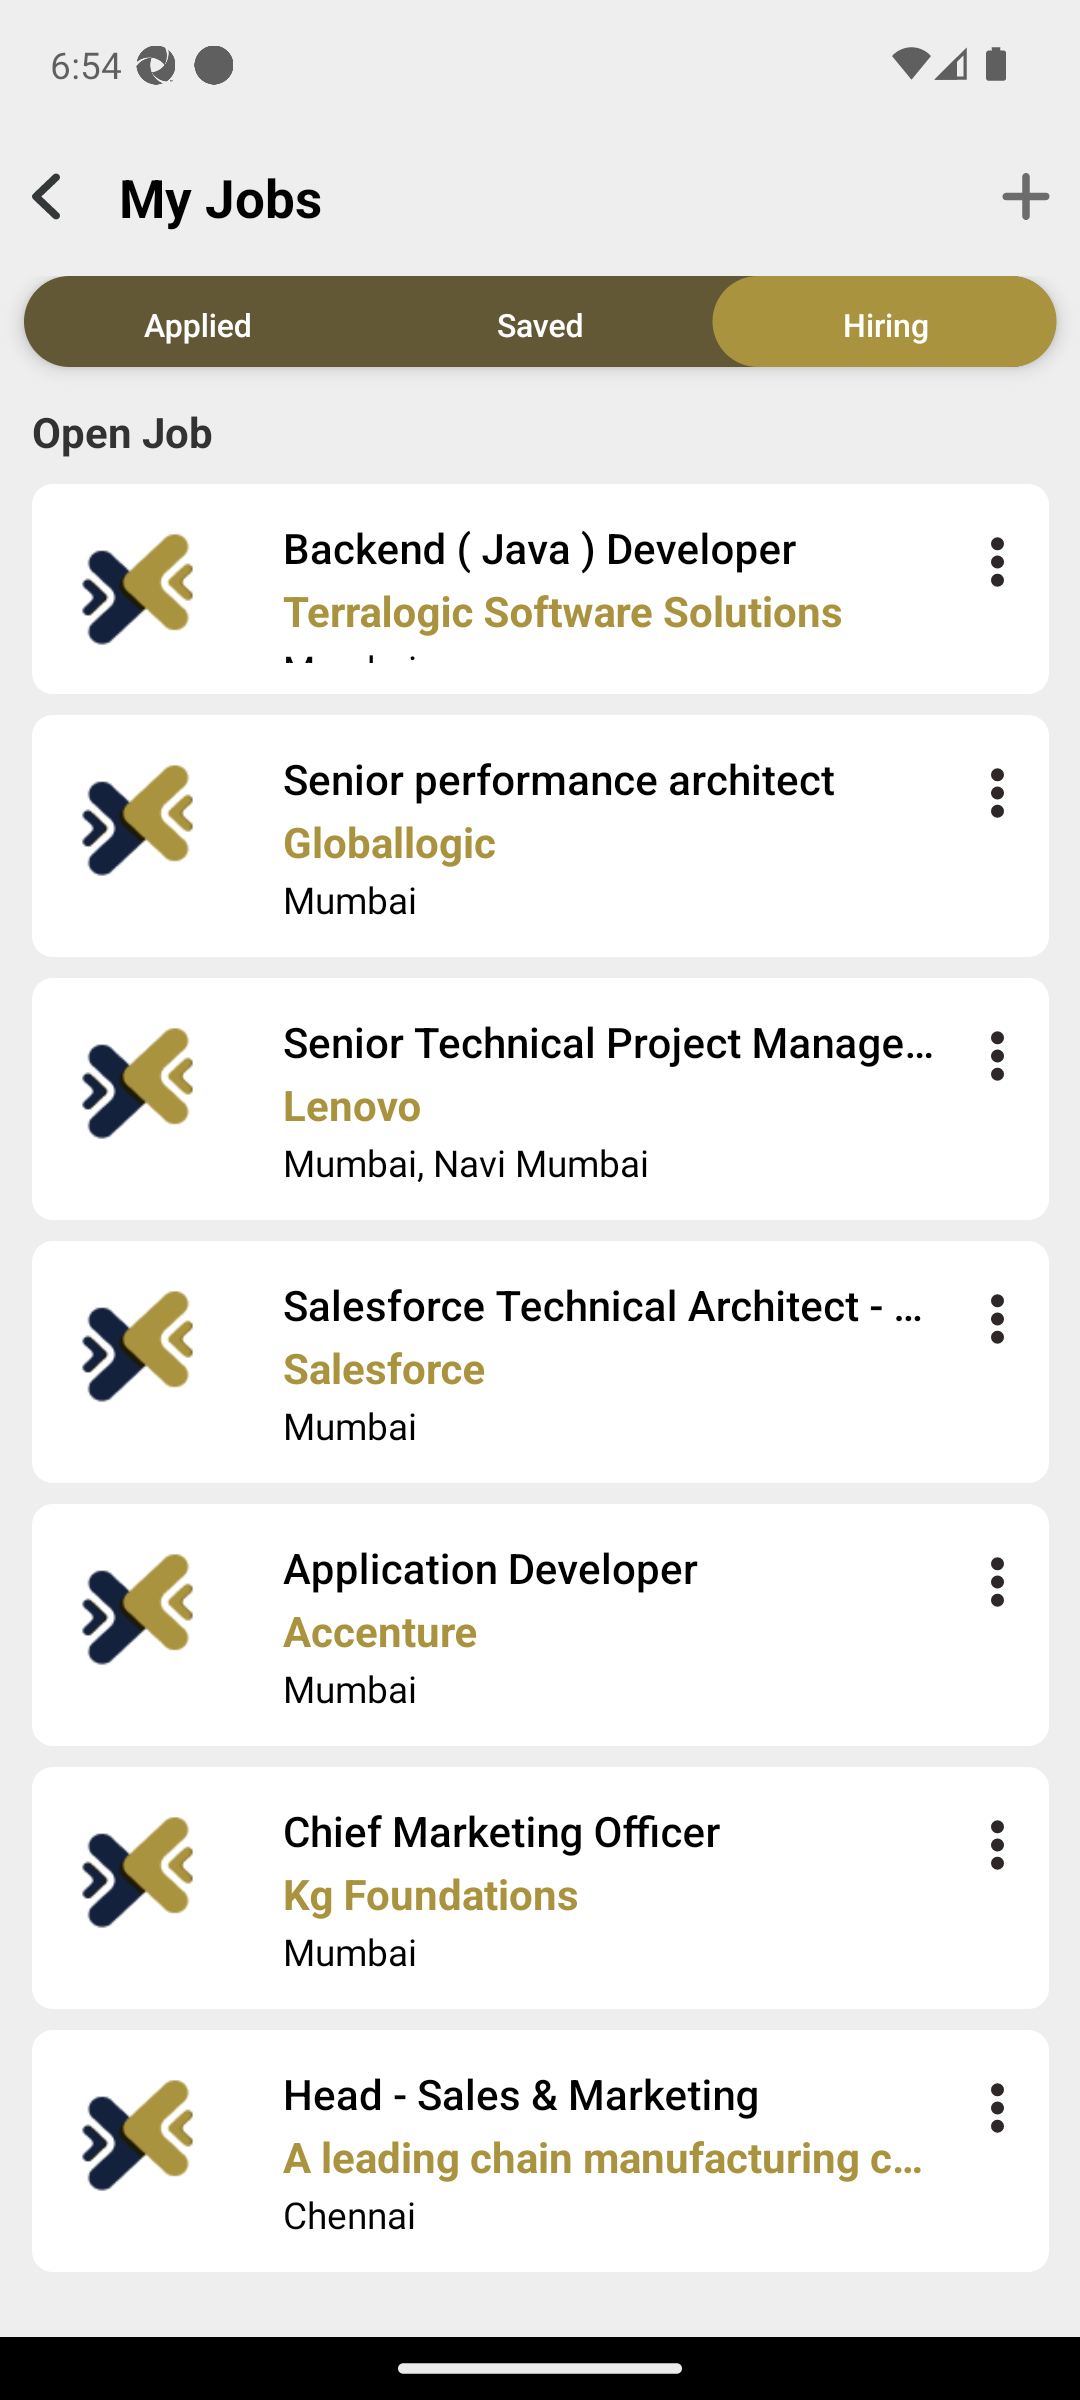 6:54
My Jobs
Applied
Saved
Hiring
Open Job
Backend ( Java ) Developer
Terralogic Software Solutions
Senior performance architect
Globallogic
Mumbai
Senior Technical Project Manage...
Lenovo
Mumbai, Navi Mumbai
Salesforce Technical Architect - ...
Salesforce
Mumbai
Application Developer
Accenture
Mumbai
Chief Marketing Officer
Kg Foundations
Mumbai
Head - Sales & Marketing
A leading chain manufacturing c...
Chennai